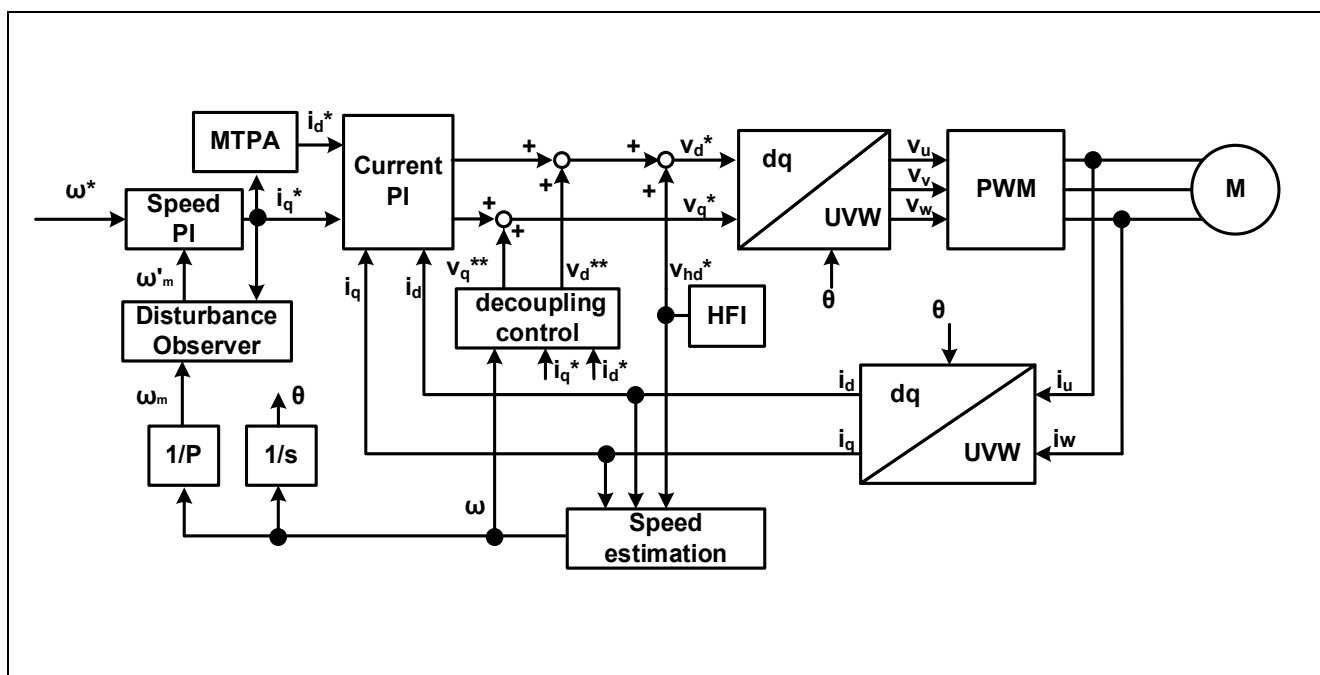 MTPA
i_d*
ω*
Speed
PI
i_q*
Current
PI
+
+
+
+
+
+
+
+
v_d*
v_q*
dq
UVW
θ
v_u
v_v
v_w
PWM
M
ω'_m
Disturbance
Observer
ω_m
θ
1/P
1/s
i_q
i_d
v_q**
v_d**
decoupling
control
i_q*
i_d*
v_hd*
HFI
θ
i_d
i_q
dq
UVW
i_u
i_w
ω
Speed
estimation